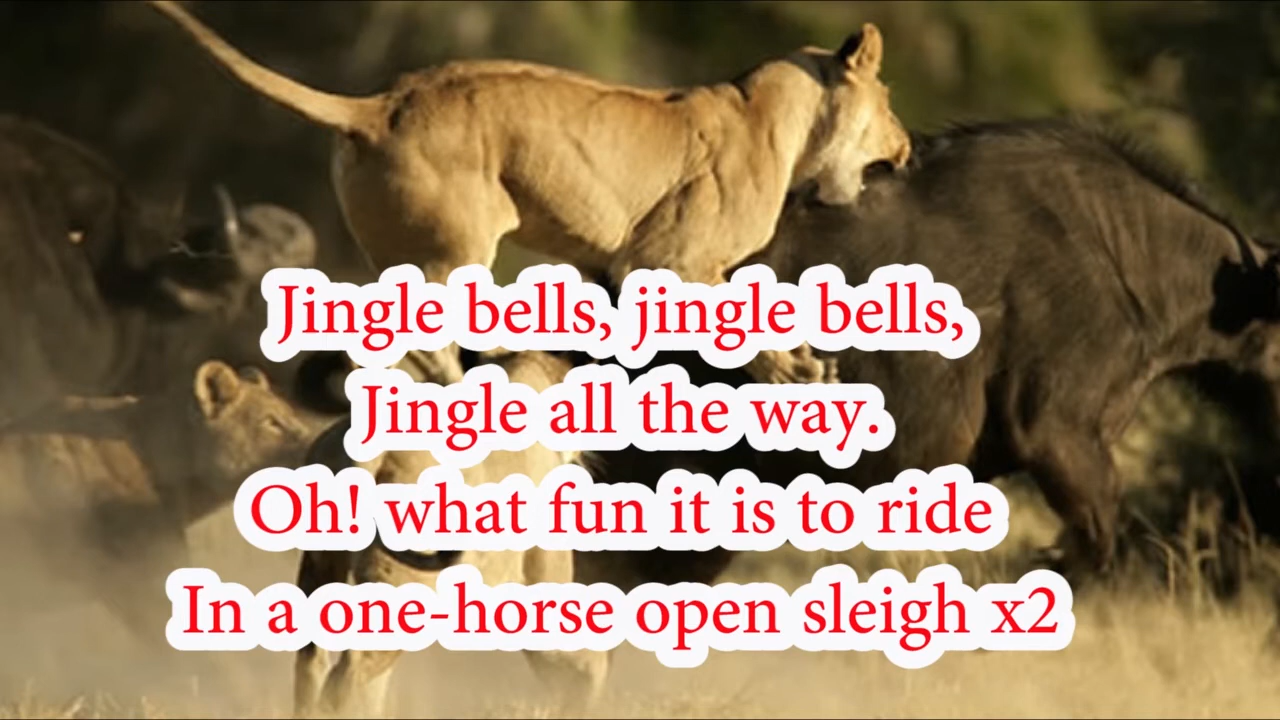 Jingle bells, jingle bells,
Jingle all the way.
Oh! what fun it is to ride
In a one-horse open sleigh x2